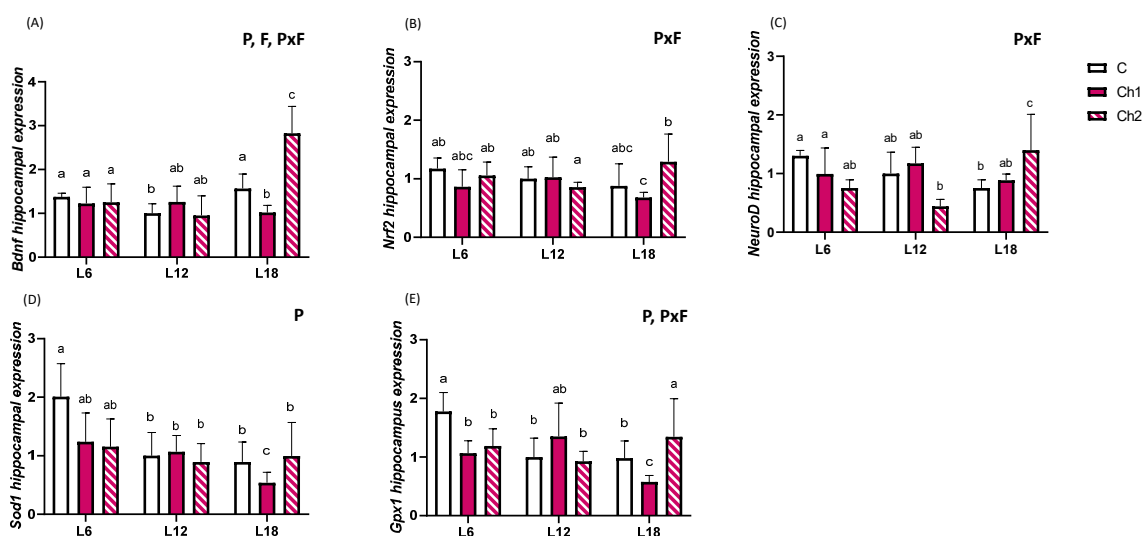 (A)
P, F, PxF
Bdnf hippocampal expression
4
3
2
1
0
a
a
a
b
ab
ab
a
b
c
L6
L12
L18
(B)
PxF
Nrf2 hippocampal expression
3
2
1
0
ab
abc
ab
ab
ab
a
abc
c
b
L6
L12
L18
(C)
PxF
NeuroD hippocampal expression
3
2
1
0
a
a
ab
ab
ab
b
b
ab
c
L6
L12
L18
C
Ch1
Ch2
(D)
P
Sod1 hippocampal expression
3
2
1
0
a
ab
ab
b
b
b
b
c
b
L6
L12
L18
(E)
P, PxF
Gpx1 hippocampus expression
3
2
1
0
a
b
b
b
ab
b
b
c
a
L6
L12
L18